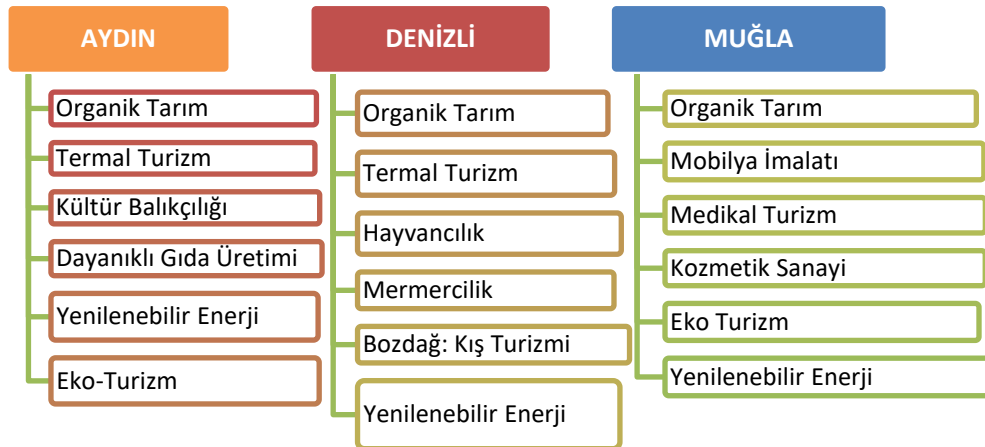 AYDIN
Organik Tarım
Termal Turizm
Kültür Balıkçılığı
Dayanıklı Gıda Üretimi
Yenilenebilir Enerji
Eko-Turizm
DENİZLİ
Organik Tarım
Termal Turizm
Hayvancılık
Mermercilik
Bozdağ: Kış Turizmi
Yenilenebilir Enerji
MUĞLA
Organik Tarım
Mobilya İmalatı
Medikal Turizm
Kozmetik Sanayi
Eko Turizm
Yenilenebilir Enerji